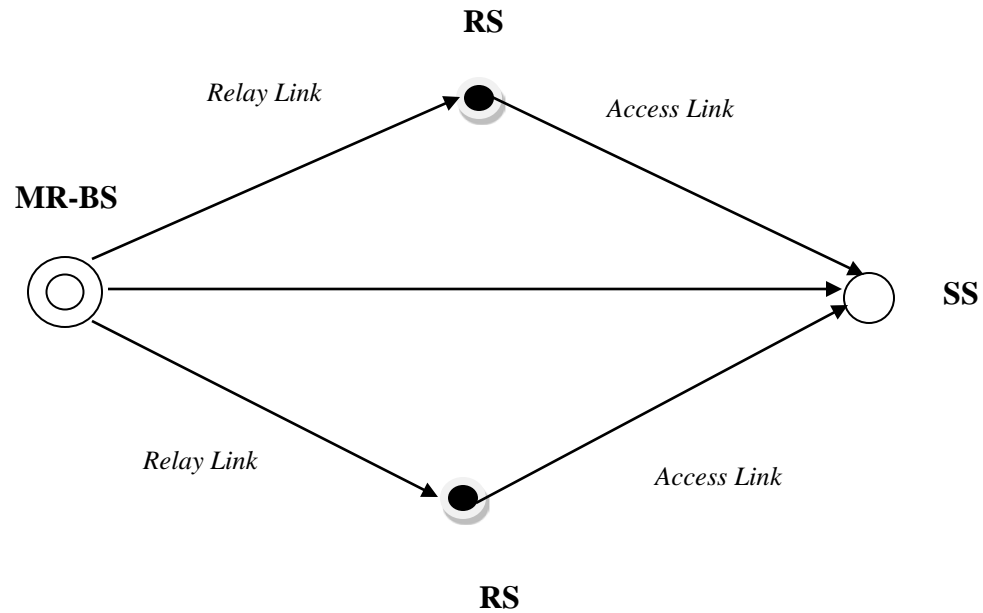 RS
Relay Link
Access Link
MR-BS
SS
Relay Link
Access Link
RS